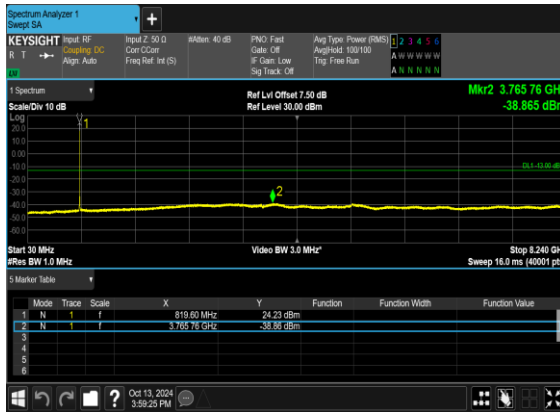 Spectrum Analyzer 1
Swept SA
+
KEYSIGHT Input: RF Input Z: 50 Ω #Atten: 40 dB PNO: Fast Avg Type: Power (RMS) 1 2 3 4 5 6
R T Coupling: DC Corr CCorr Gate: Off Avg|Hold: 100/100 A W W W W W
Align: Auto Freq Ref: Int (S) IF Gain: Low Trig: Free Run
Sig Track: Off A N N N N N
1 Spectrum Ref Lvl Offset 7.50 dB Mkr2 3.765 76 GHz
Scale/Div 10 dB Ref Level 30.00 dBm -38.865 dBm
Log
1
20.0
10.0
0.00
-10.0
DL1 -13.00 dB
-20.0
-30.0
2
-40.0
-50.0
-60.0
Start 30 MHz Video BW 3.0 MHz* Stop 8.240 GH
#Res BW 1.0 MHz Sweep 16.0 ms (40001 pts
5 Marker Table
Mode Trace Scale X Y Function Function Width Function Value
1 N 1 f 819.60 MHz 24.23 dBm
2 N 1 f 3.765 76 GHz -38.86 dBm
3
4
5
6
? Oct 13, 2024
3:59:25 PM